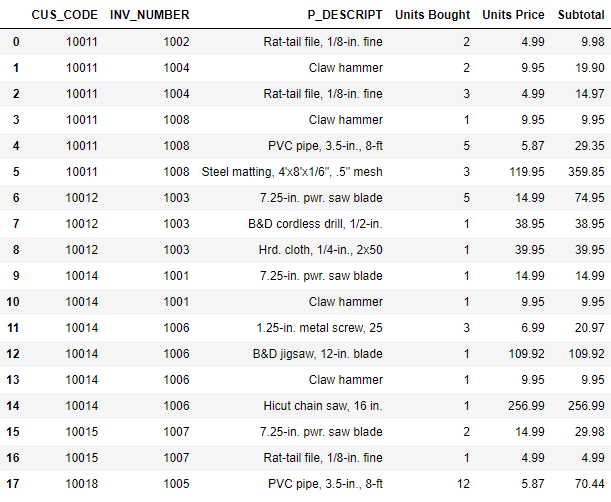 CUS_CODE INV_NUMBER P_DESCRIPT Units Bought Units Price Subtotal
0 10011 1002 Rat-tail file, 1/8-in. fine 2 4.99 9.98
1 10011 1004 Claw hammer 2 9.95 19.90
2 10011 1004 Rat-tail file, 1/8-in. fine 3 4.99 14.97
3 10011 1008 Claw hammer 1 9.95 9.95
4 10011 1008 PVC pipe, 3.5-in., 8-ft 5 5.87 29.35
5 10011 1008 Steel matting, 4'x8'x1/6", .5" mesh 3 119.95 359.85
6 10012 1003 7.25-in. pwr. saw blade 5 14.99 74.95
7 10012 1003 B&D cordless drill, 1/2-in. 1 38.95 38.95
8 10012 1003 Hrd. cloth, 1/4-in., 2x50 1 39.95 39.95
9 10014 1001 7.25-in. pwr. saw blade 1 14.99 14.99
10 10014 1001 Claw hammer 1 9.95 9.95
11 10014 1006 1.25-in. metal screw, 25 3 6.99 20.97
12 10014 1006 B&D jigsaw, 12-in. blade 1 109.92 109.92
13 10014 1006 Claw hammer 1 9.95 9.95
14 10014 1006 Hicut chain saw, 16 in. 1 256.99 256.99
15 10015 1007 7.25-in. pwr. saw blade 2 14.99 29.98
16 10015 1007 Rat-tail file, 1/8-in. fine 1 4.99 4.99
17 10018 1005 PVC pipe, 3.5-in., 8-ft 12 5.87 70.44